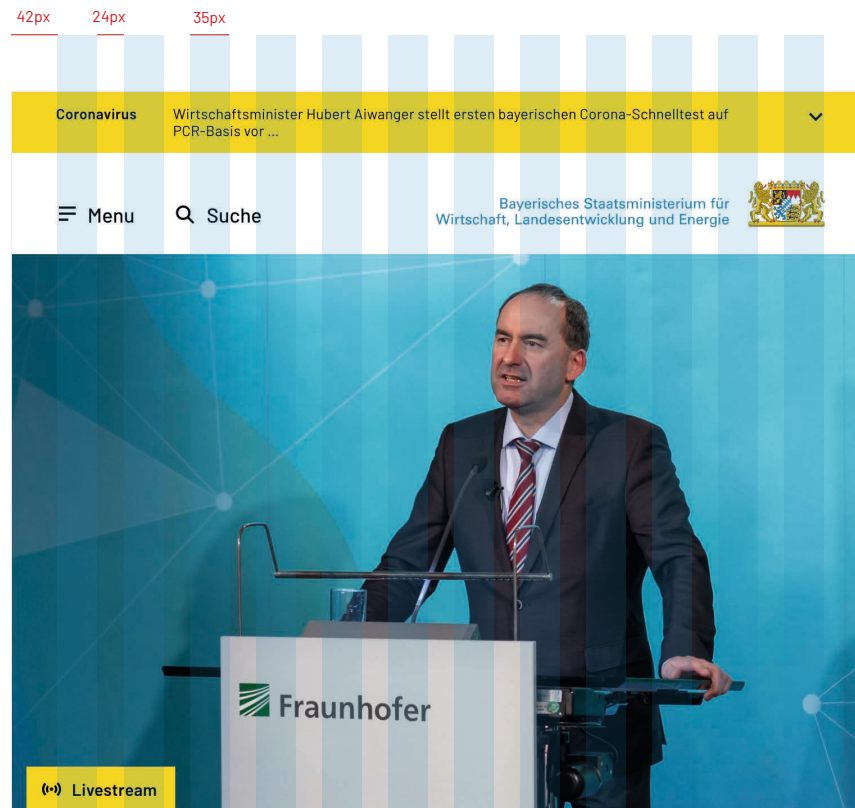 42px 24px 35px
Coronavirus Wirtschaftsminister Hubert Aiwanger stellt ersten bayerischen Corona-Schnelltest auf
PCR-Basis vor ...
Menu Suche
Bayerisches Staatsministerium für
Wirtschaft, Landesentwicklung und Energie
Fraunhofer
Livestream